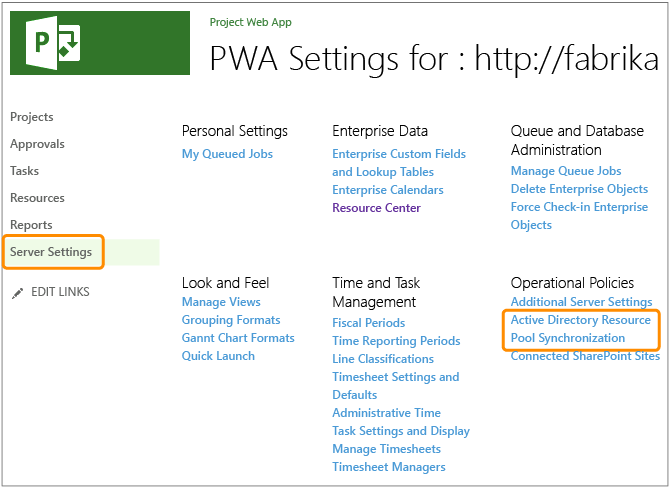 P
Project Web App
PWA Settings for : http://fabrika
Projects
Approvals
Tasks
Resources
Reports
Server Settings
EDIT LINKS
Personal Settings
My Queued Jobs
Enterprise Data
Enterprise Custom Fields
and Lookup Tables
Enterprise Calendars
Resource Center
Queue and Database
Administration
Manage Queue Jobs
Delete Enterprise Objects
Force Check-in Enterprise
Objects
Look and Feel
Manage Views
Grouping Formats
Gannt Chart Formats
Quick Launch
Time and Task
Management
Fiscal Periods
Time Reporting Periods
Line Classifications
Timesheet Settings and
Defaults
Administrative Time
Task Settings and Display
Manage Timesheets
Timesheet Managers
Operational Policies
Additional Server Settings
Active Directory Resource
Pool Synchronization
Connected SharePoint Sites